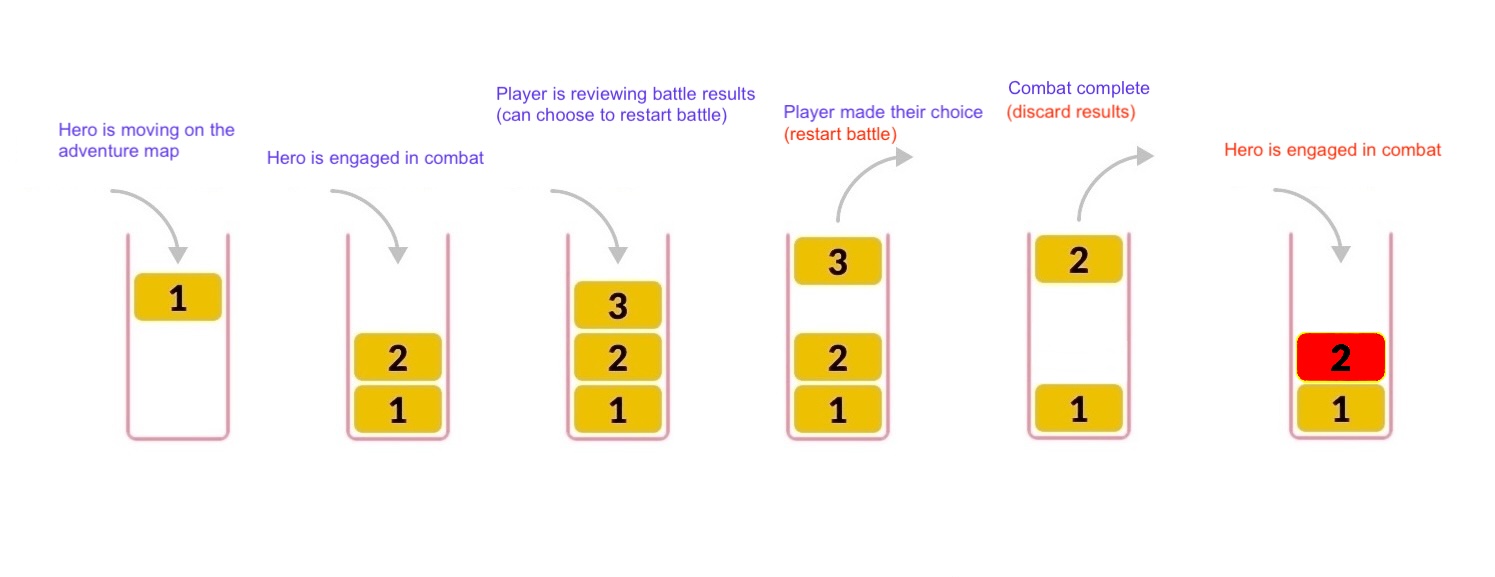 Hero is moving on the
adventure map
1
Hero is engaged in combat
2
1
Player is reviewing battle results
(can choose to restart battle)
3
2
1
Player made their choice
(restart battle)
3
2
1
Combat complete
(discard results)
2
1
Hero is engaged in combat
2
1